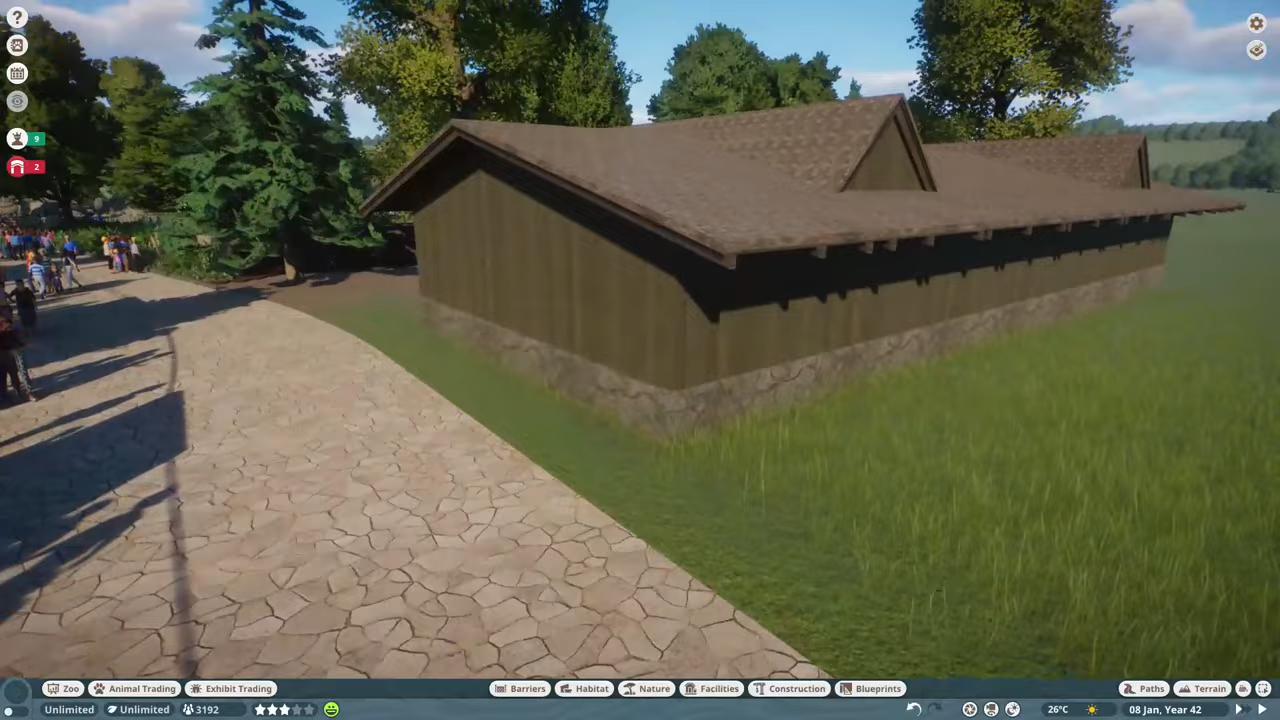 ?
9
2
Zoo
Animal Trading
Exhibit Trading
Barriers
Habitat
Nature
Facilities
Construction
Blueprints
Paths
Terrain
Unlimited
Unlimited
3192
26°C
08 Jan, Year 42